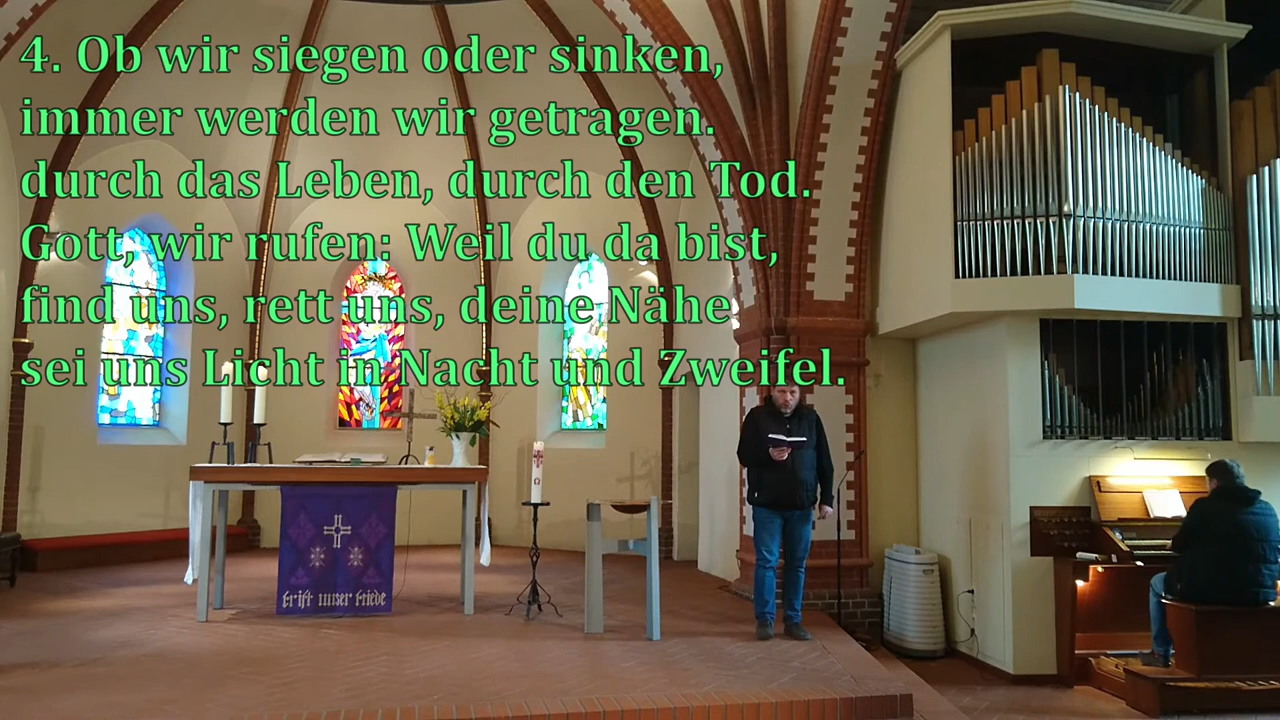 4. Ob wir siegen oder sinken,
immer werden wir getragen.
durch das Leben, durch den Tod.
Gott, wir rufen: Weil du da bist,
find uns, rett uns, deine Nähe
sei uns Licht in Nacht und Zweifel.
Er ist unser Friede